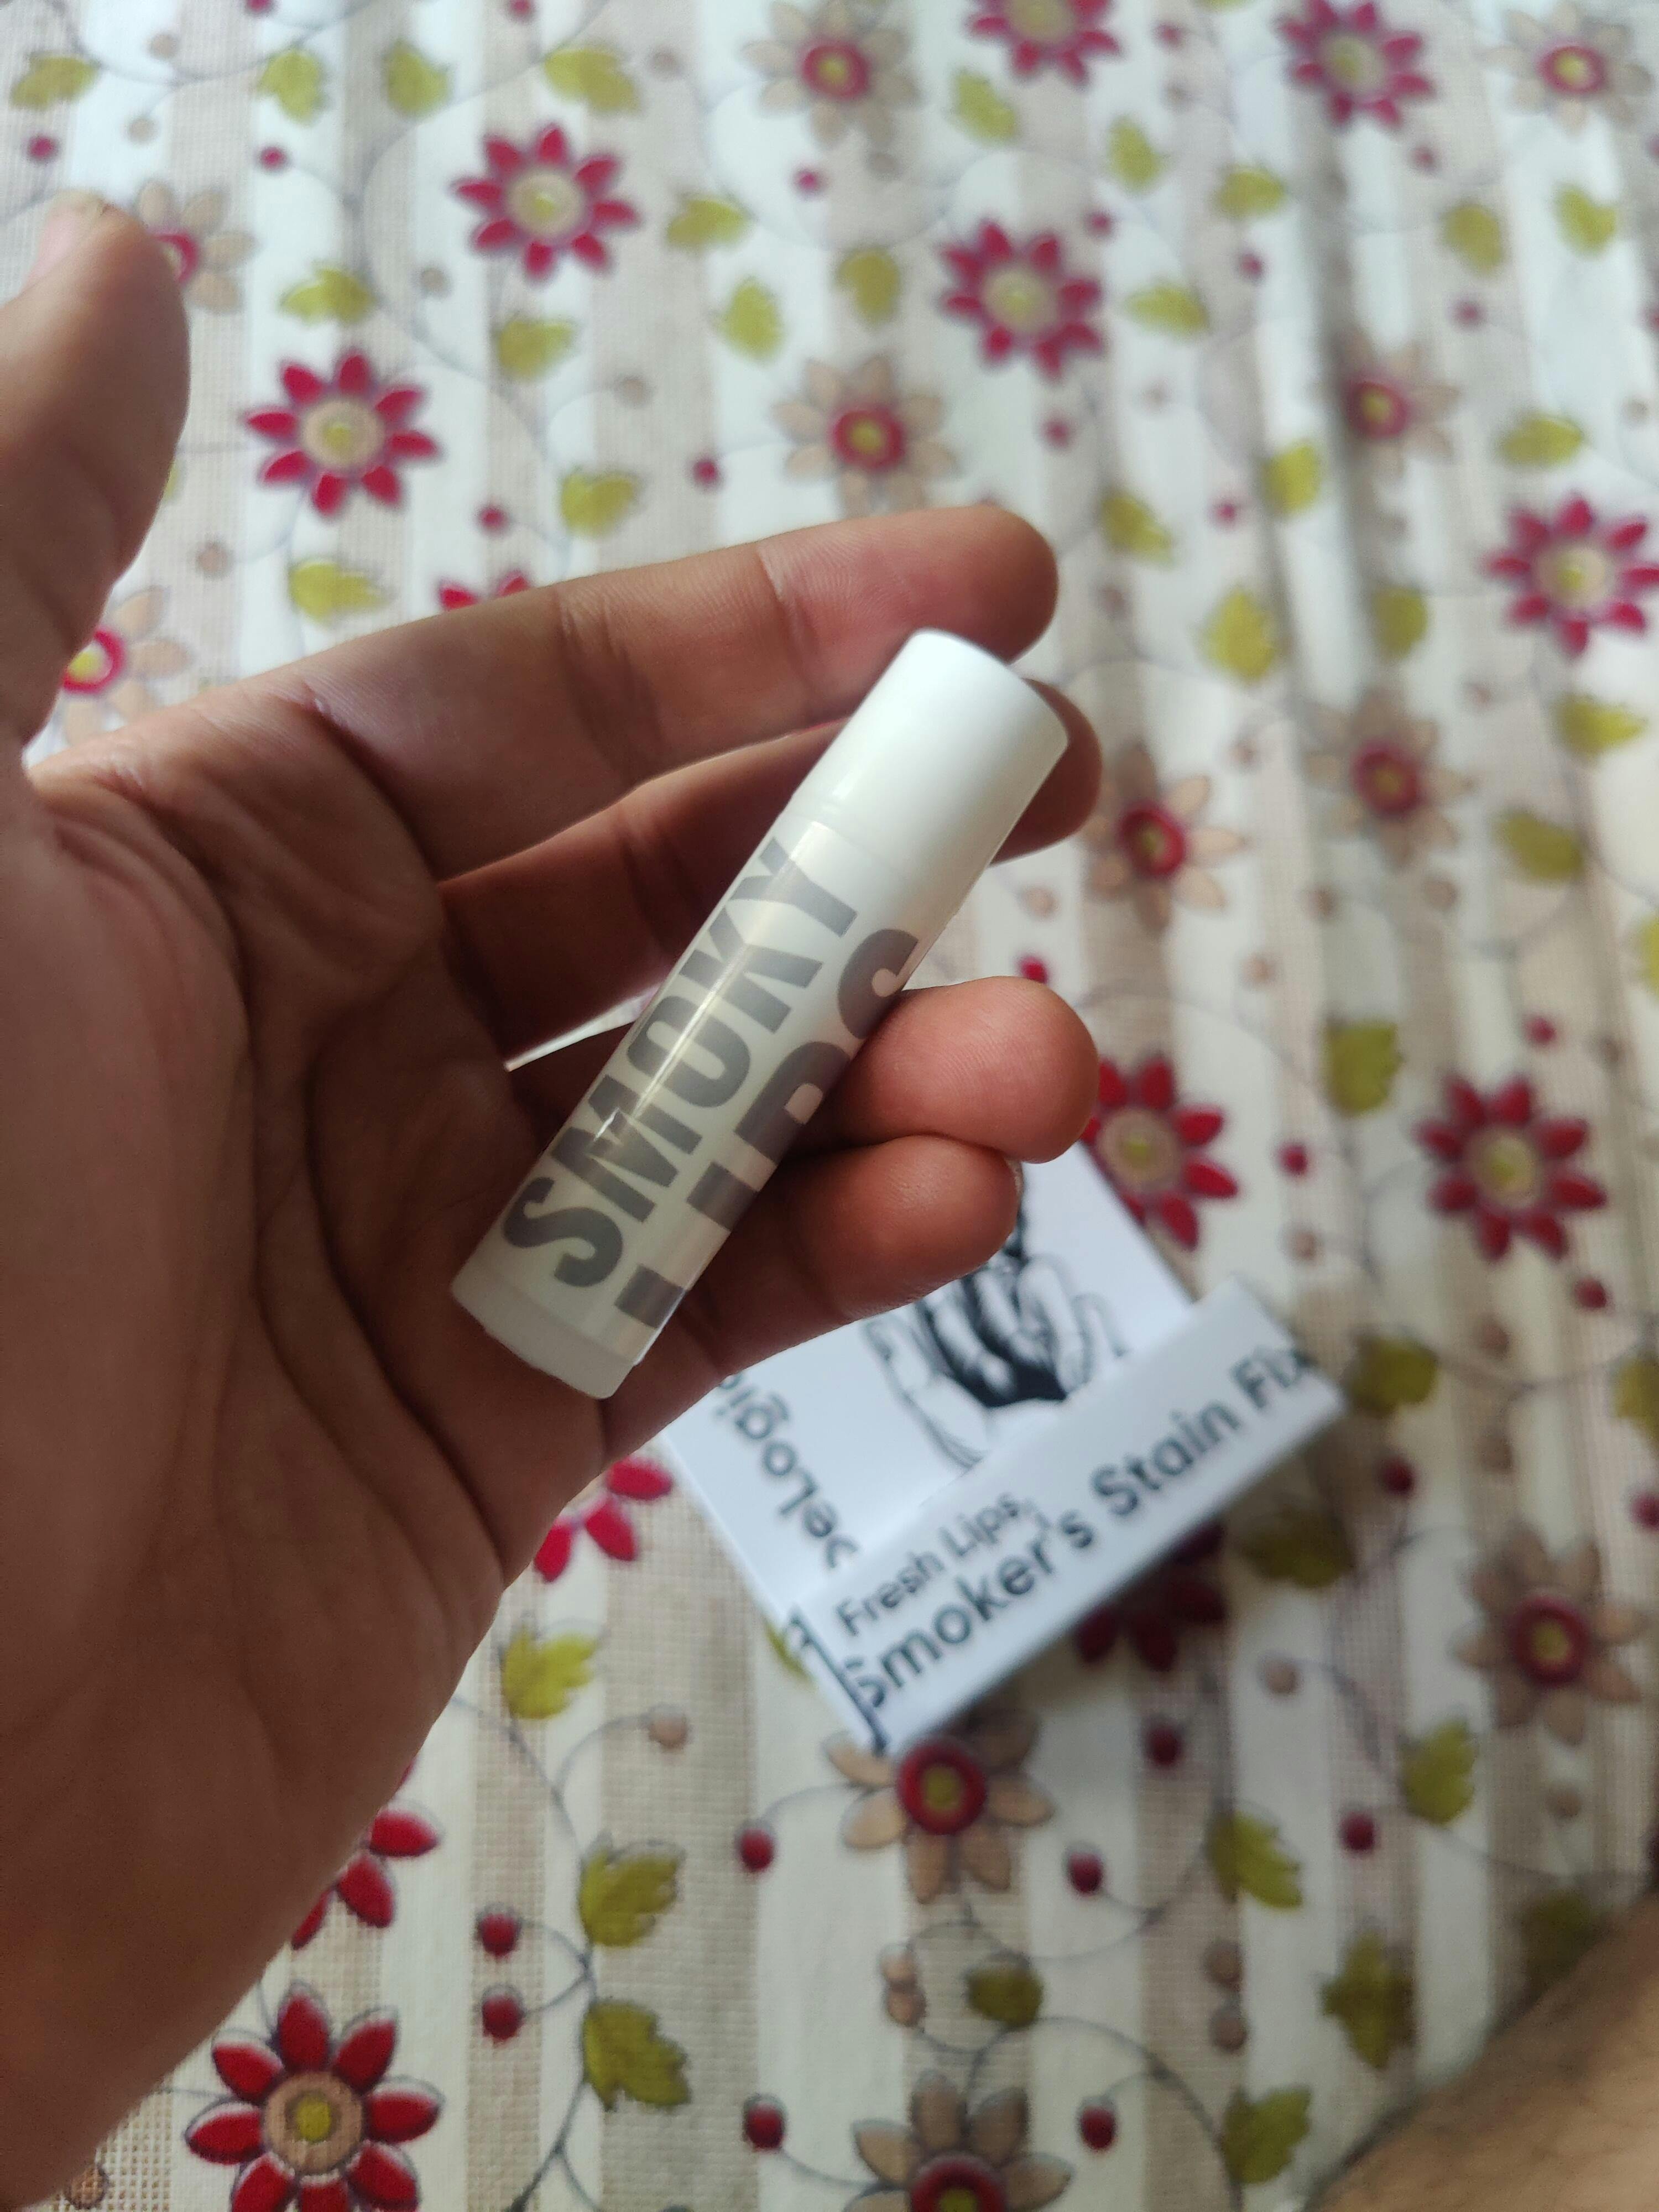 SMOKY
LIPS
Fresh Lips,
Smoker's Stain Fix